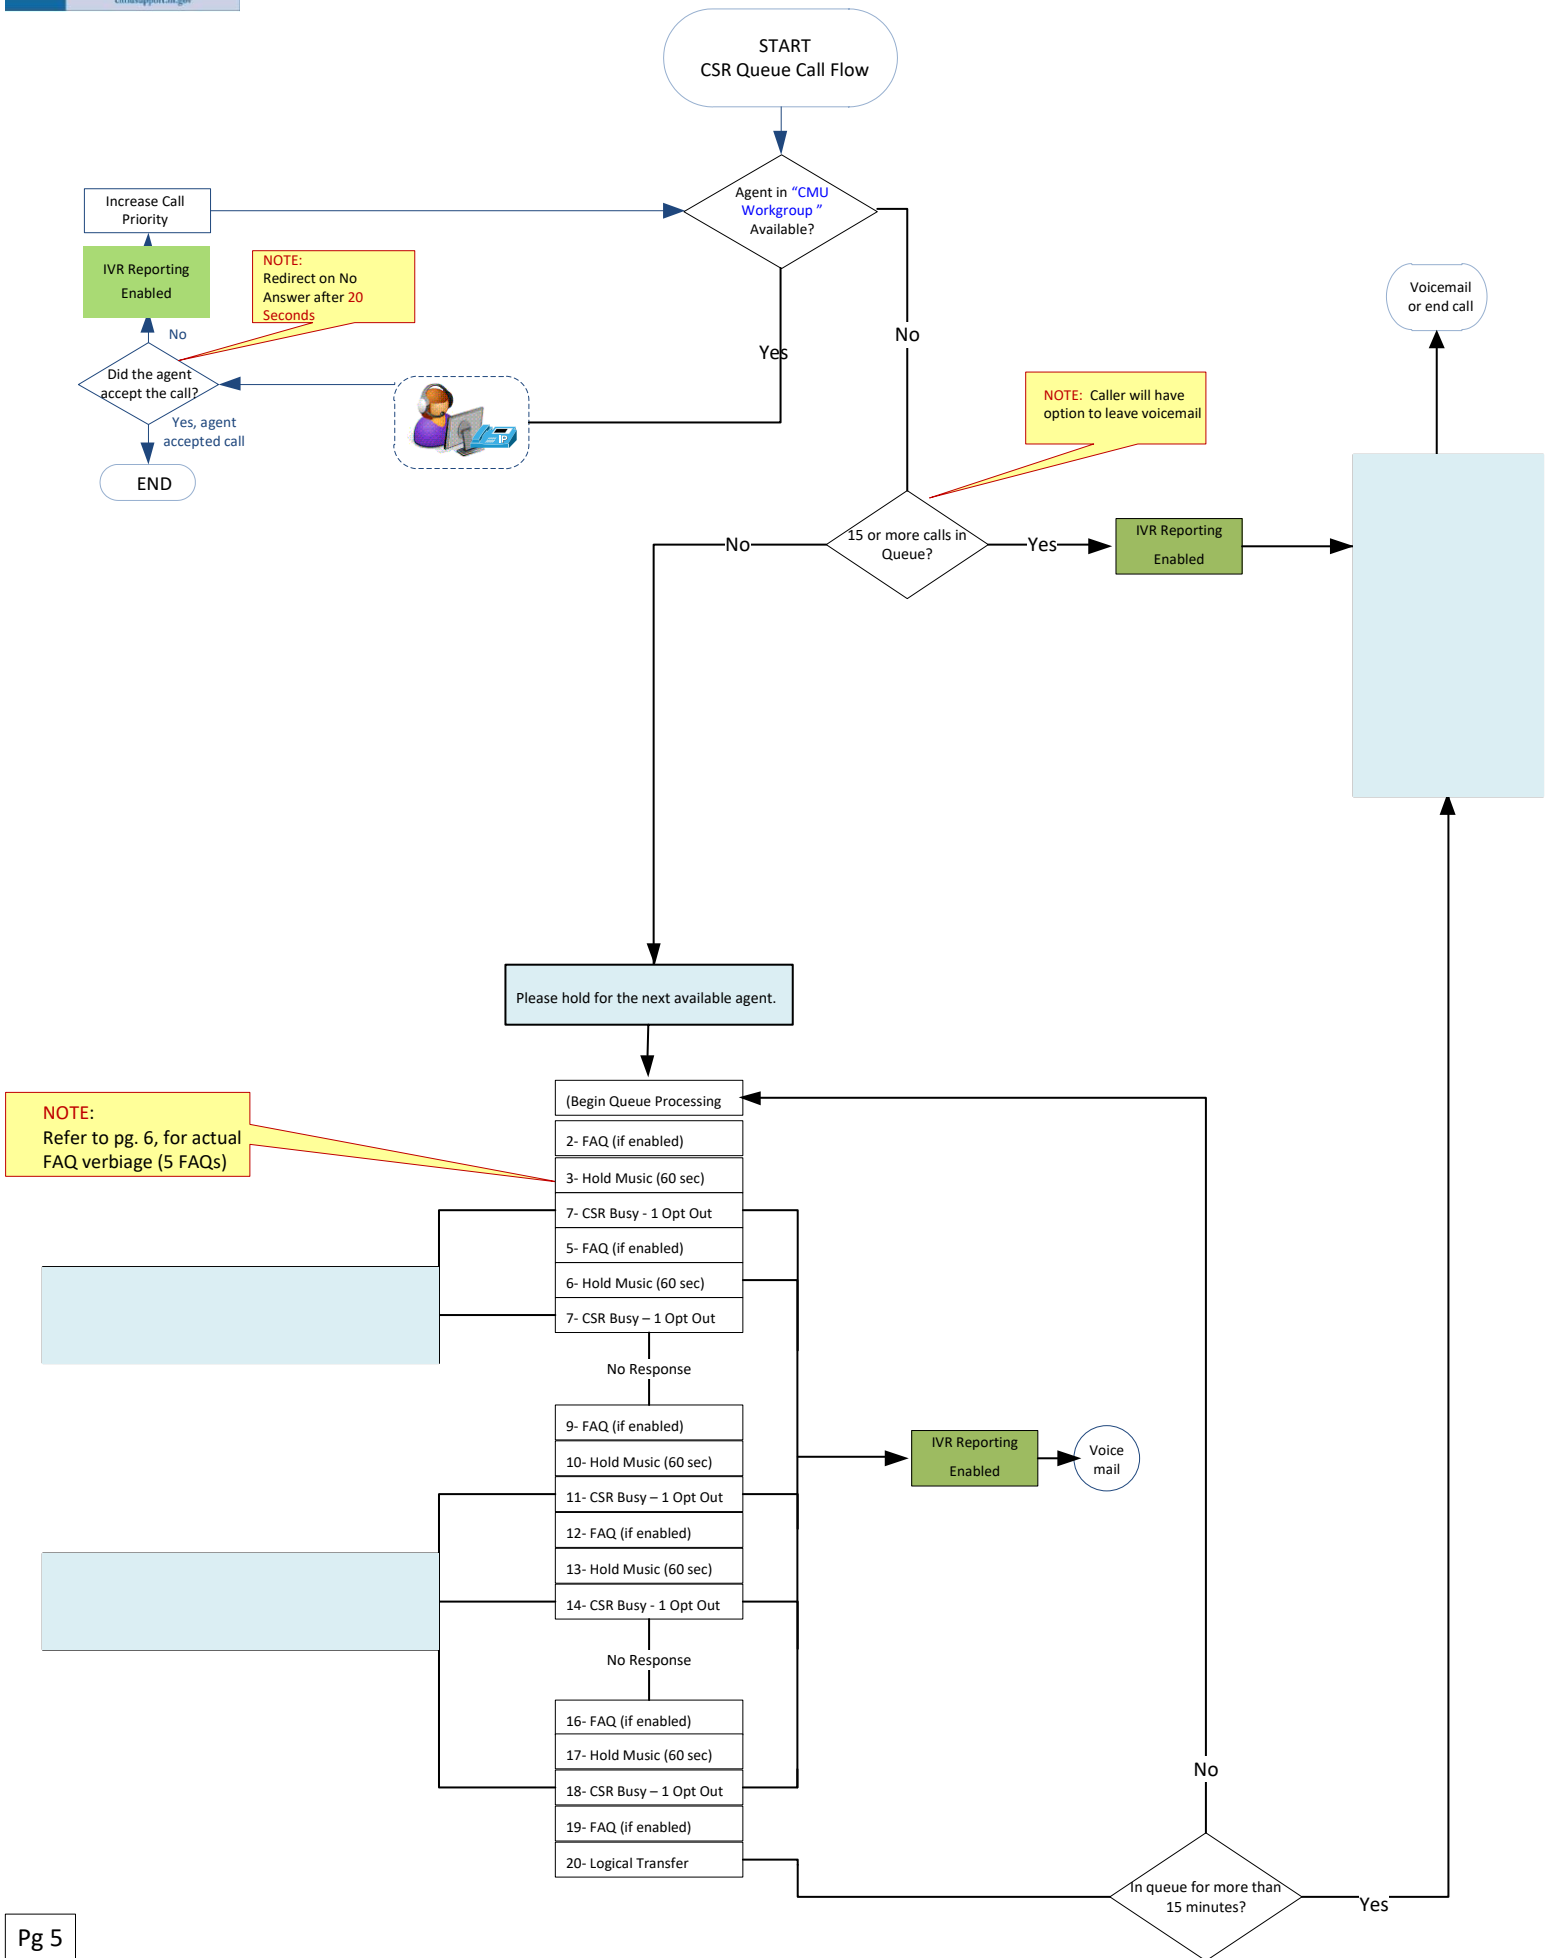 START
CSR Queue Call Flow
Agent in “CMU
Workgroup ”
Available?
Increase Call
Priority
IVR Reporting
Enabled
NOTE:
Redirect on No
Answer after 20
Seconds
No
Did the agent
accept the call?
Yes, agent
accepted call
END
IP
Yes
No
Voicemail
or end call
NOTE: Caller will have
option to leave voicemail
15 or more calls in
Queue?
No
Yes
IVR Reporting
Enabled
Please hold for the next available agent.
(Begin Queue Processing
NOTE:
Refer to pg. 6, for actual
FAQ verbiage (5 FAQs)
2- FAQ (if enabled)
3- Hold Music (60 sec)
7- CSR Busy - 1 Opt Out
5- FAQ (if enabled)
6- Hold Music (60 sec)
7- CSR Busy – 1 Opt Out
No Response
9- FAQ (if enabled)
10- Hold Music (60 sec)
11- CSR Busy – 1 Opt Out
12- FAQ (if enabled)
13- Hold Music (60 sec)
14- CSR Busy - 1 Opt Out
No Response
16- FAQ (if enabled)
17- Hold Music (60 sec)
18- CSR Busy – 1 Opt Out
19- FAQ (if enabled)
20- Logical Transfer
IVR Reporting
Enabled
Voice
mail
No
In queue for more than
15 minutes?
Yes
Pg 5